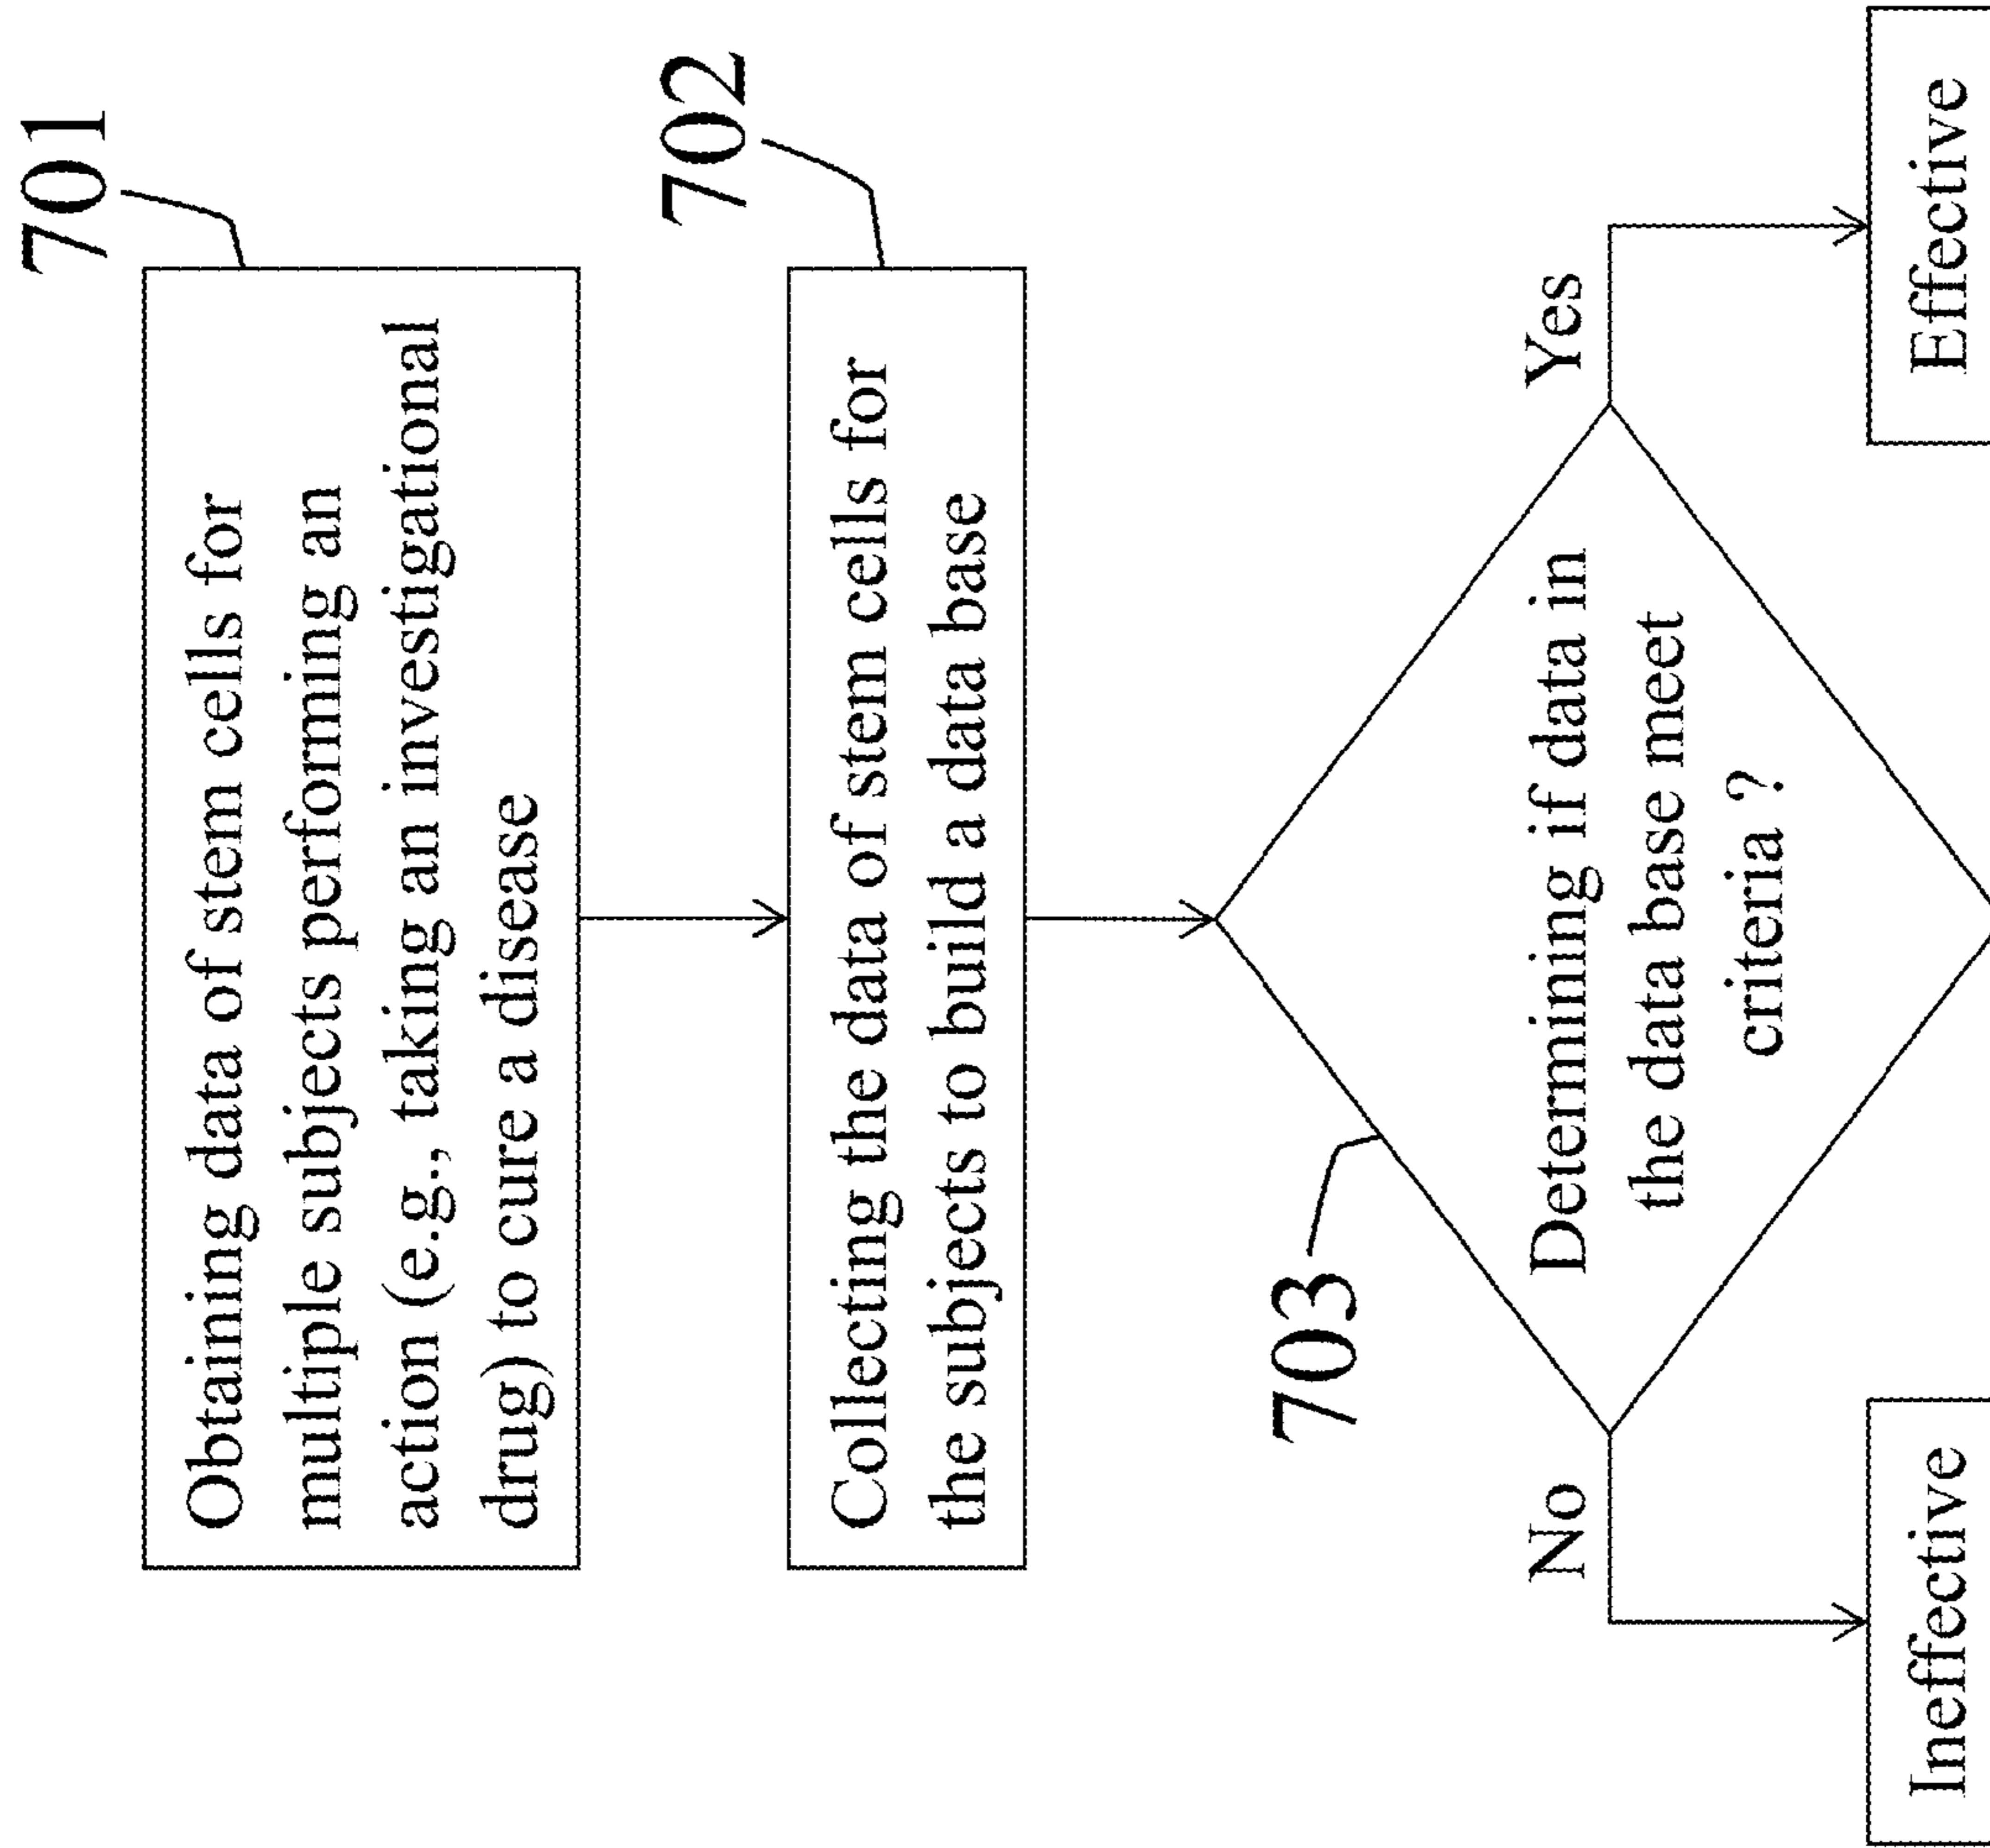 701
Obtaining data of stem cells for
multiple subjects performing an
action (e.g., taking an investigational
drug) to cure a disease
702
Collecting the data of stem cells for
the subjects to build a data base
703
Determining if data in
the data base meet
criteria ?
No
Yes
Ineffective
Effective